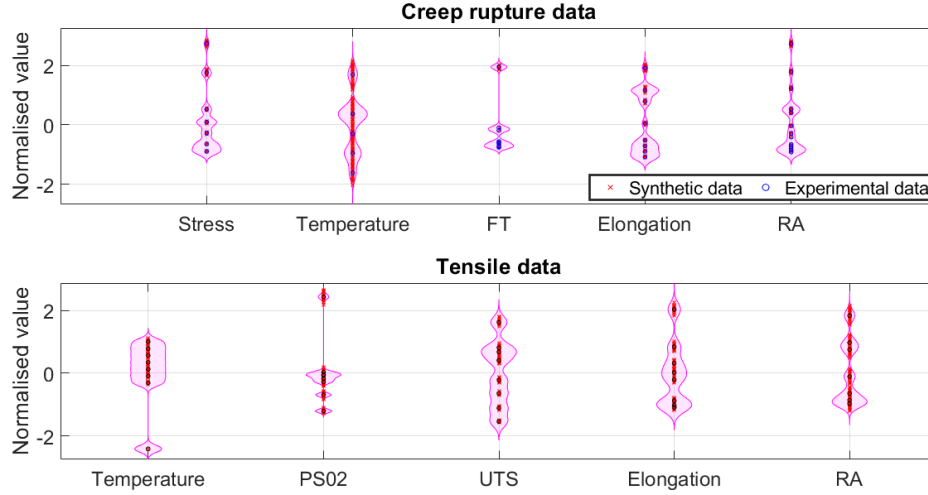 Creep rupture data
Normalised value
2
0
-2
Synthetic data
Experimental data
Stress
Temperature
FT
Elongation
RA
Tensile data
Normalised value
2
0
-2
Temperature
PS02
UTS
Elongation
RA